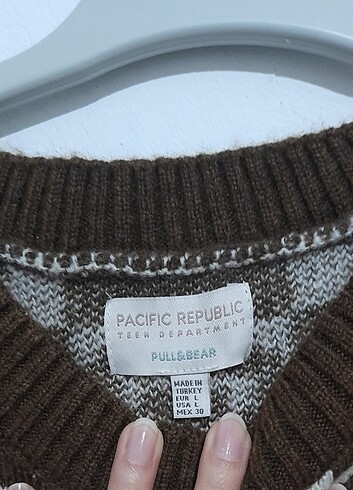 PACIFIC REPUBLIC
TEEN DEPARTMENT
PULL&BEAR
MADE IN
TURKEY
EUR L
USA L
MEX 30